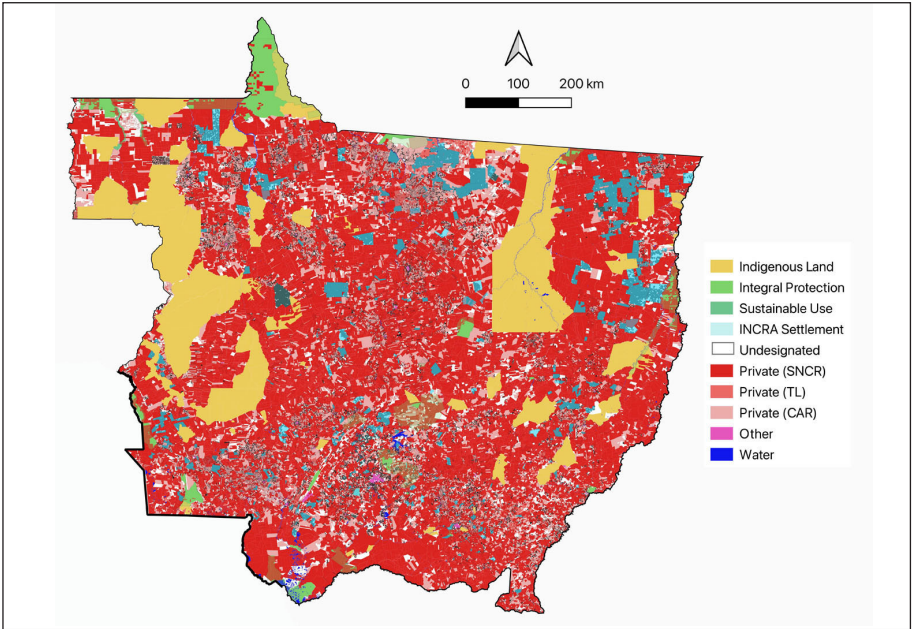 0 100 200 km
Indigenous Land
Integral Protection
Sustainable Use
INCRA Settlement
Undesignated
Private (SNCR)
Private (TL)
Private (CAR)
Other
Water